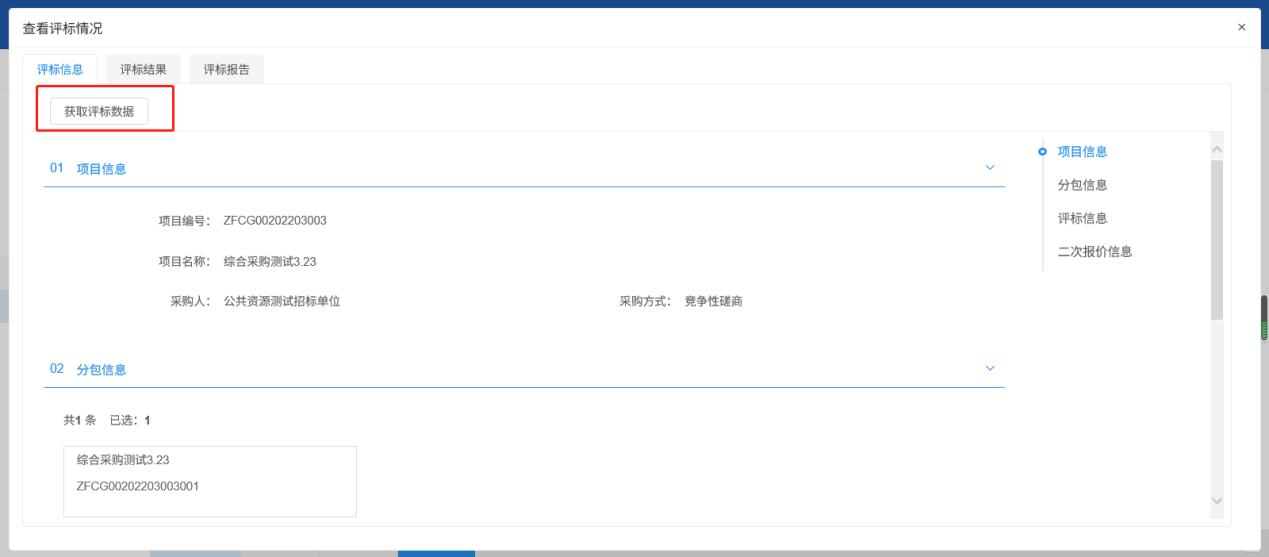 查看评标情况
×
评标信息 评标结果 评标报告
获取评标数据
01 项目信息
项目编号： ZFCG00202203003
项目名称： 综合采购测试3.23
采购人： 公共资源测试招标单位 采购方式： 竞争性磋商
02 分包信息
共1 条 已选：1
综合采购测试3.23
ZFCG00202203003001
项目信息
分包信息
评标信息
二次报价信息